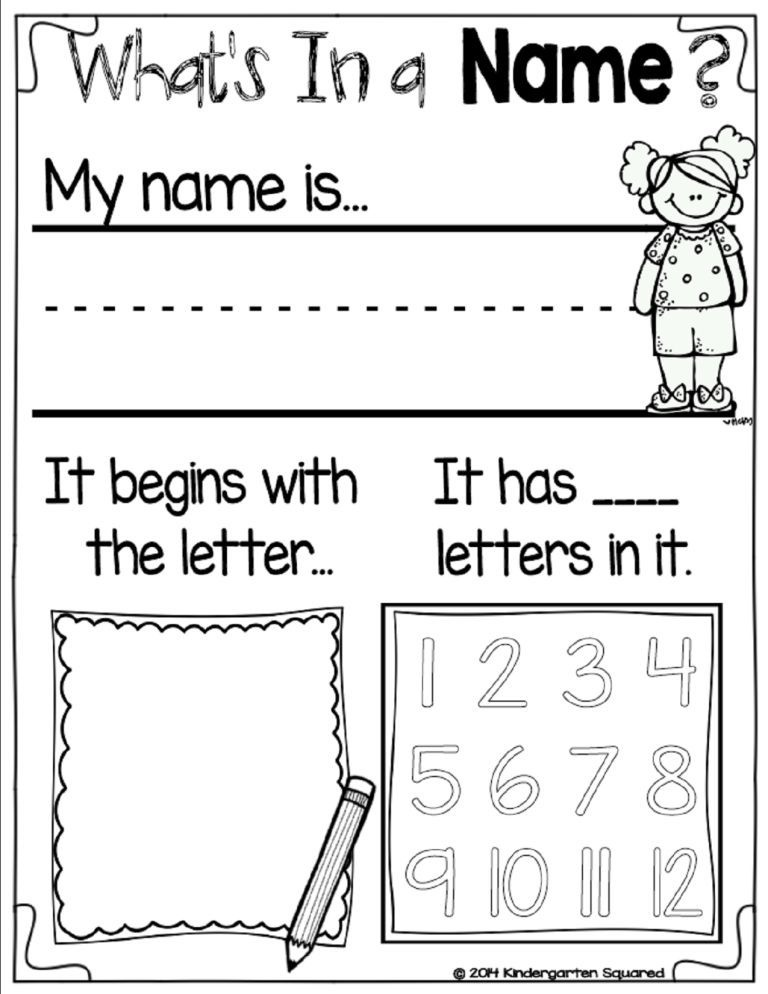 What's In a Name?
My name is...
It begins with
the letter...
It has ____
letters in it.
1 2 3 4
5 6 7 8
9 10 11 12
© 2014 Kindergarten Squared